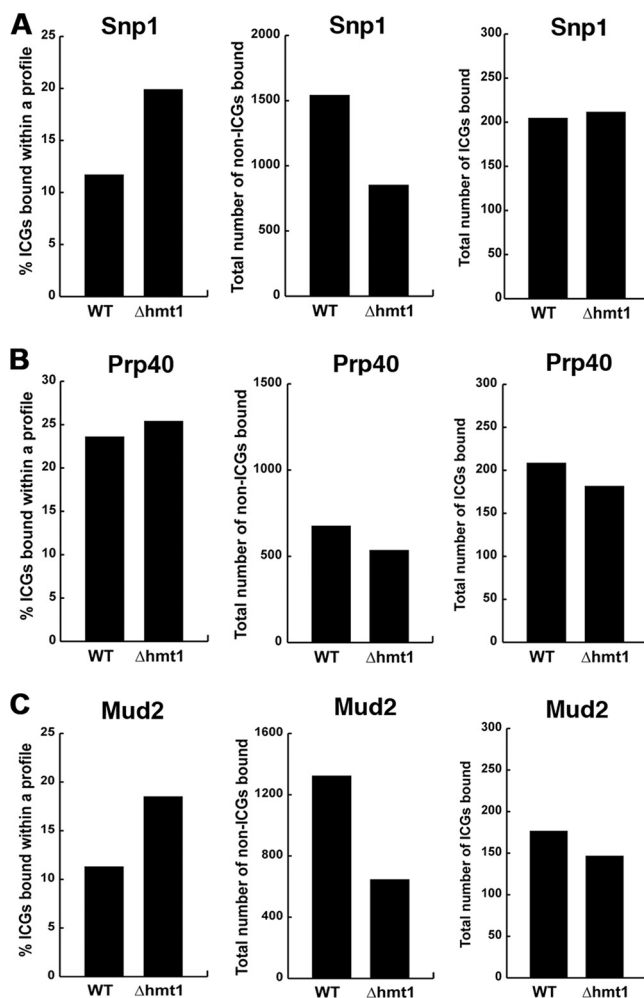 A
Snp1
Snp1
Snp1
% ICGs bound within a profile
25
20
15
10
5
0
WT Δhmt1
Total number of non-ICGs bound
2000
1500
1000
500
0
WT Δhmt1
Total number of ICGs bound
300
250
200
150
100
50
0
WT Δhmt1
B
Prp40
Prp40
Prp40
% ICGs bound within a profile
30
25
20
15
10
5
0
WT Δhmt1
Total number of non-ICGs bound
1500
1000
500
0
WT Δhmt1
Total number of ICGs bound
300
250
200
150
100
50
0
WT Δhmt1
C
Mud2
Mud2
Mud2
% ICGs bound within a profile
25
20
15
10
5
0
WT Δhmt1
Total number of non-ICGs bound
1600
1200
800
400
0
WT Δhmt1
Total number of ICGs bound
300
250
200
150
100
50
0
WT Δhmt1